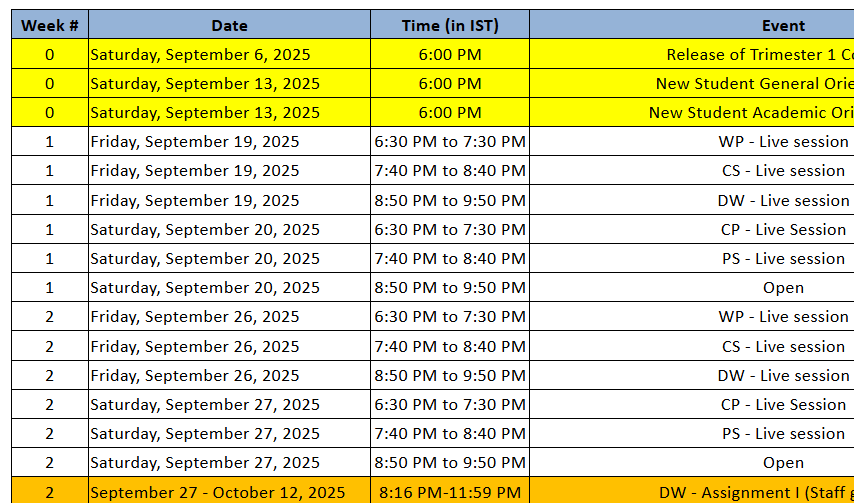 Week # Date Time (in IST) Event
0 Saturday, September 6, 2025 6:00 PM Release of Trimester 1
0 Saturday, September 13, 2025 6:00 PM New Student General
0 Saturday, September 13, 2025 6:00 PM New Student Academic
1 Friday, September 19, 2025 6:30 PM to 7:30 PM WP - Live session
1 Friday, September 19, 2025 7:40 PM to 8:40 PM CS - Live session
1 Friday, September 19, 2025 8:50 PM to 9:50 PM DW - Live session
1 Saturday, September 20, 2025 6:30 PM to 7:30 PM CP - Live Session
1 Saturday, September 20, 2025 7:40 PM to 8:40 PM PS - Live session
1 Saturday, September 20, 2025 8:50 PM to 9:50 PM Open
2 Friday, September 26, 2025 6:30 PM to 7:30 PM WP - Live session
2 Friday, September 26, 2025 7:40 PM to 8:40 PM CS - Live session
2 Friday, September 26, 2025 8:50 PM to 9:50 PM DW - Live session
2 Saturday, September 27, 2025 6:30 PM to 7:30 PM CP - Live Session
2 Saturday, September 27, 2025 7:40 PM to 8:40 PM PS - Live session
2 Saturday, September 27, 2025 8:50 PM to 9:50 PM Open
2 September 27 - October 12, 2025 8:16 PM-11:59 PM DW - Assignment I (Staff